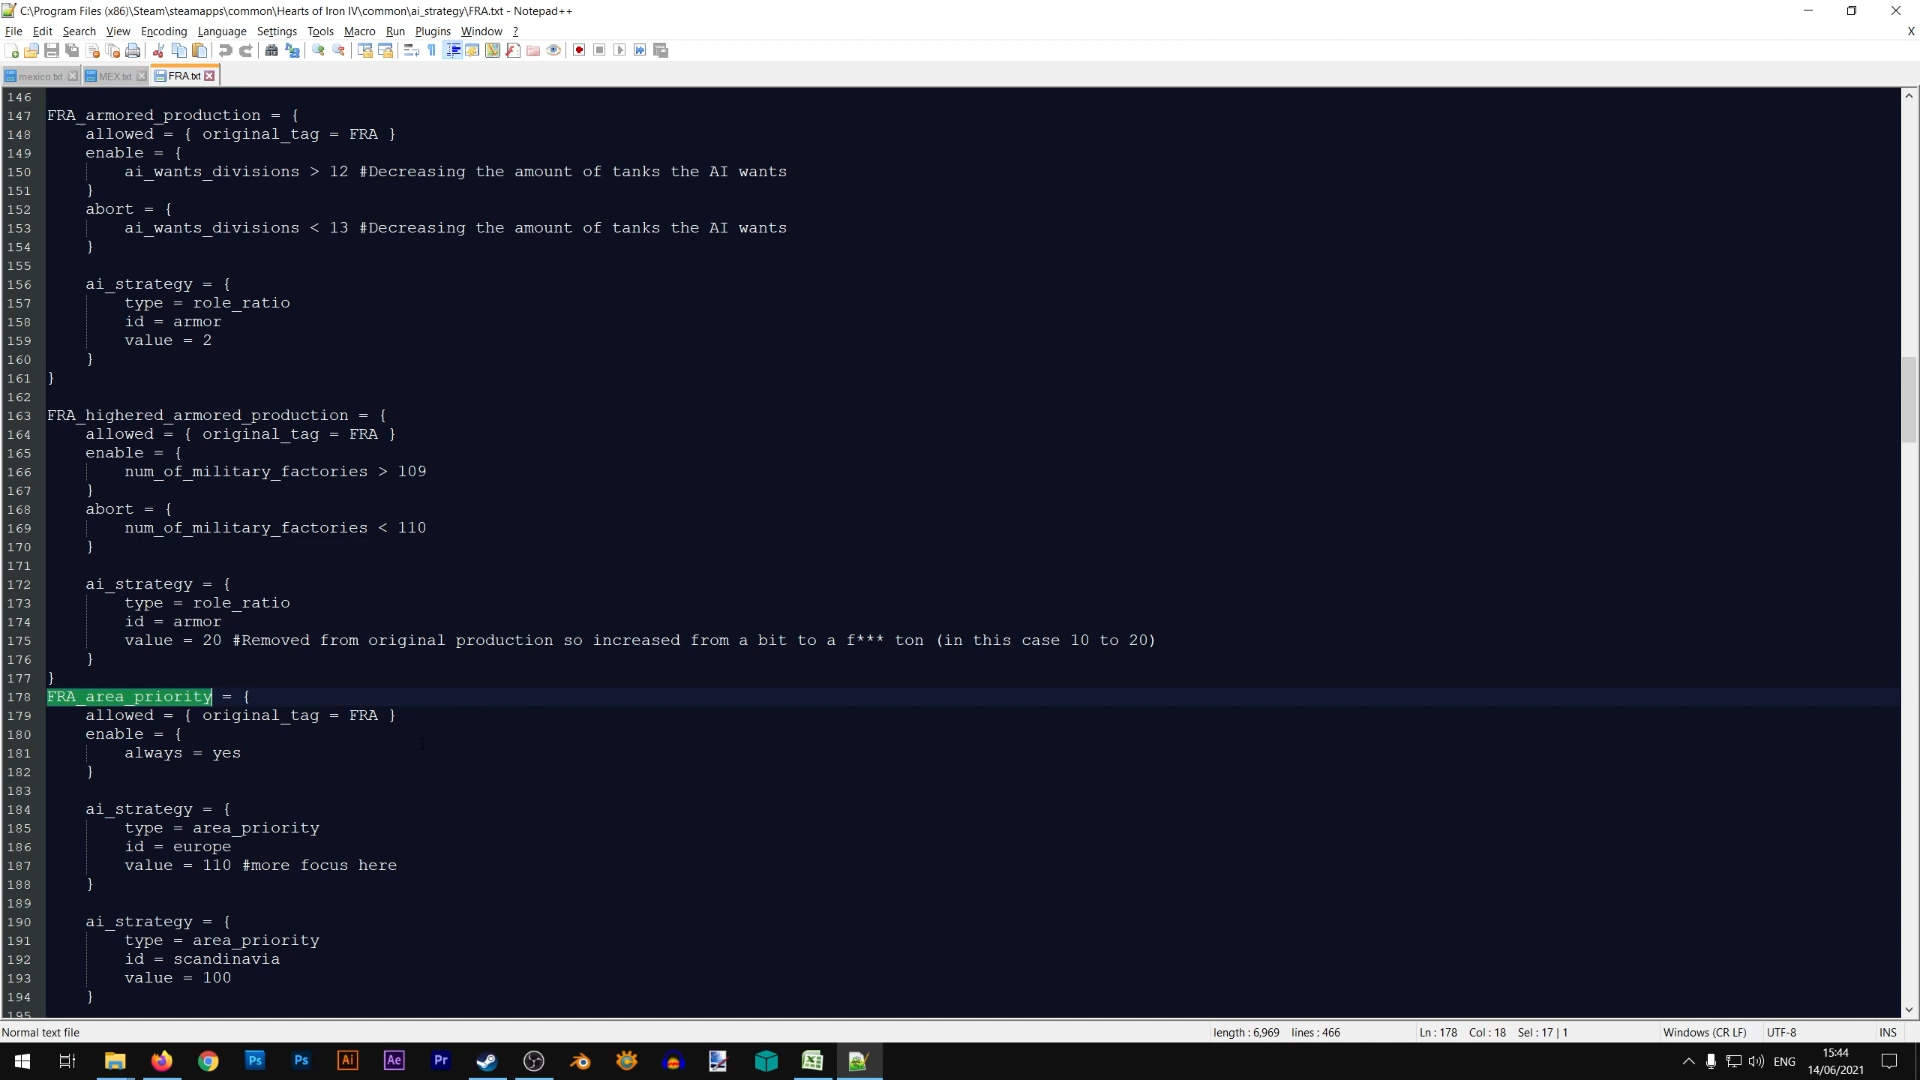 C:\Program Files (x86)\Steam\steamapps\common\Hearts of Iron IV\common\ai_strategy\FRA.txt - Notepad++
File Edit Search View Encoding Language Settings Tools Macro Run Plugins Window ?
X
mexico.txt MEX.txt FRA.txt
146
147 FRA_armored_production = {
148 allowed = { original_tag = FRA }
149 enable = {
150 ai_wants_divisions > 12 #Decreasing the amount of tanks the AI wants
151 }
152 abort = {
153 ai_wants_divisions < 13 #Decreasing the amount of tanks the AI wants
154 }
155
156 ai_strategy = {
157 type = role_ratio
158 id = armor
159 value = 2
160 }
161 }
162
163 FRA_highered_armored_production = {
164 allowed = { original_tag = FRA }
165 enable = {
166 num_of_military_factories > 109
167 }
168 abort = {
169 num_of_military_factories < 110
170 }
171
172 ai_strategy = {
173 type = role_ratio
174 id = armor
175 value = 20 #Removed from original production so increased from a bit to a f*** ton (in this case 10 to 20)
176 }
177 }
178 FRA_area_priority = {
179 allowed = { original_tag = FRA }
180 enable = {
181 always = yes
182 }
183
184 ai_strategy = {
185 type = area_priority
186 id = europe
187 value = 110 #more focus here
188 }
189
190 ai_strategy = {
191 type = area_priority
192 id = scandinavia
193 value = 100
194 }
195
Normal text file length : 6,969 lines : 466 Ln : 178 Col : 18 Sel : 17 | 1 Windows (CR LF) UTF-8 INS
Ps Ps Ai Ae Pr ENG 15:44
14/06/2021